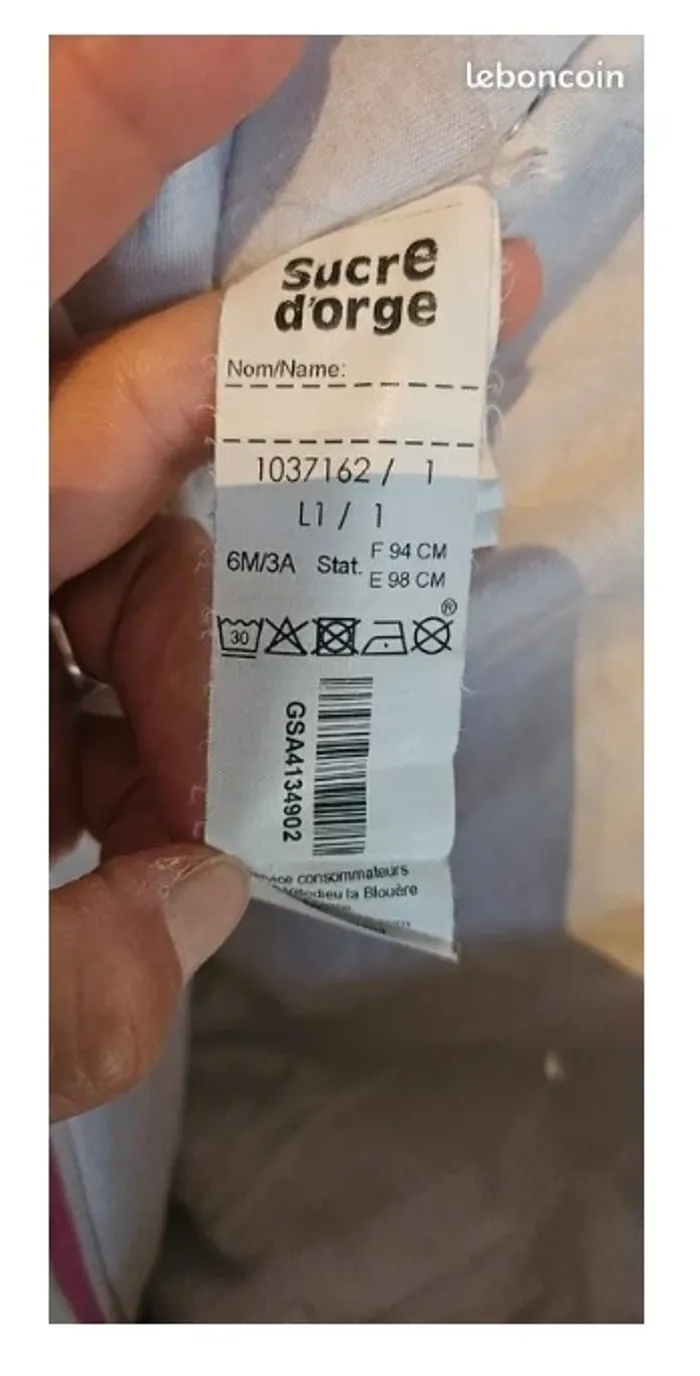 leboncoin
sucre
d'orge
Nom/Name:
1037162 / 1
L1 / 1
6M/3A Stat. F 94 CM
E 98 CM
®
30
GSA4134902
consommateurs
la Blouère